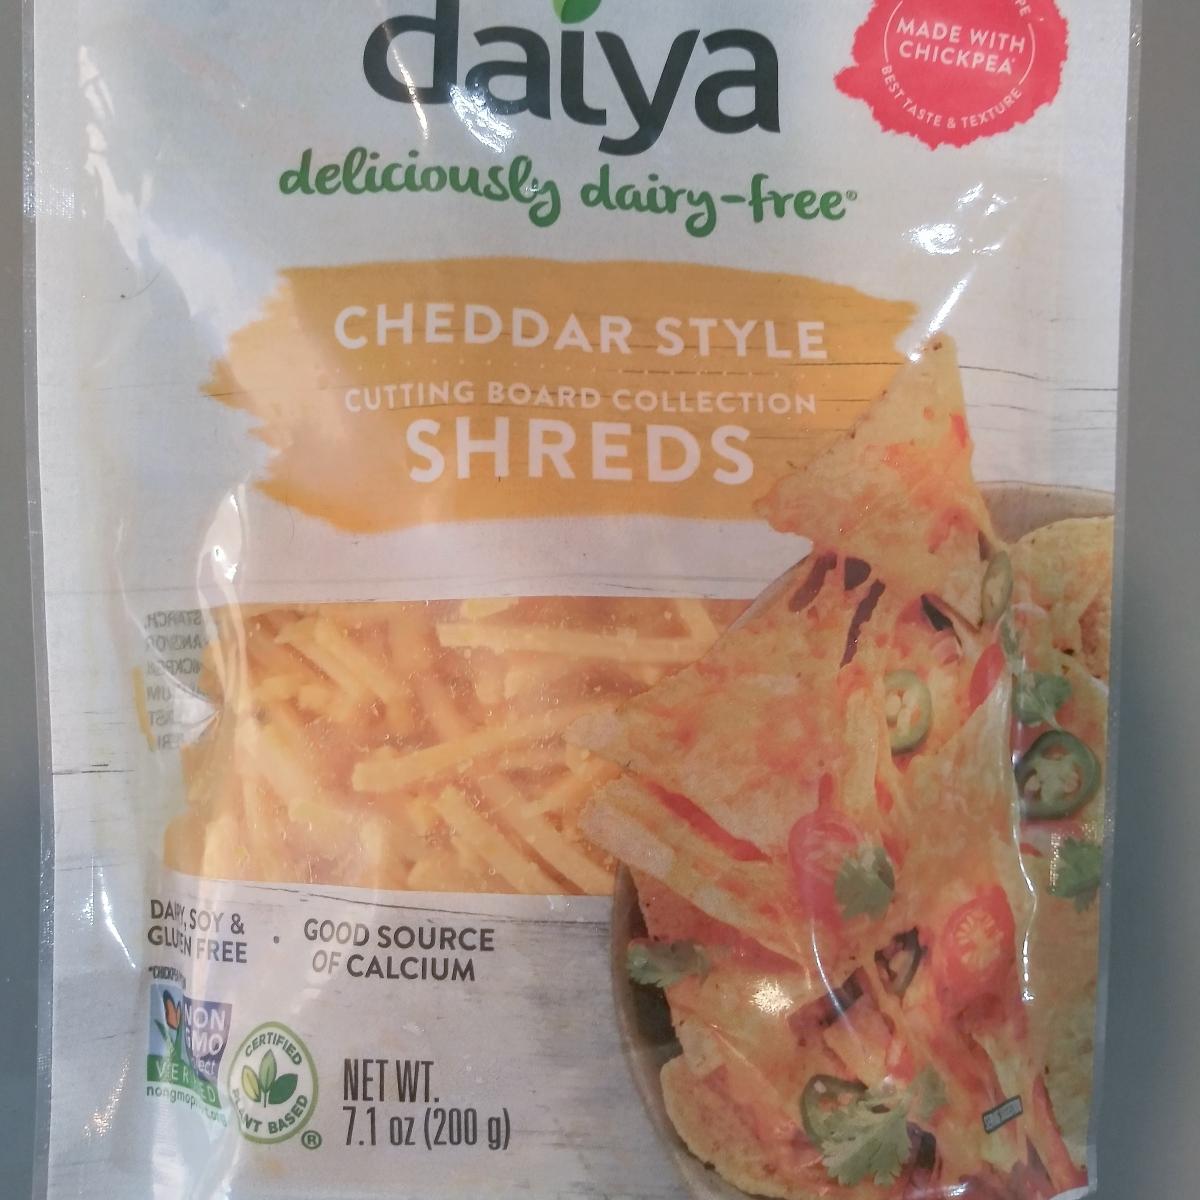 daiya
MADE WITH
CHICKPEA*
BEST TASTE & TEXTURE
deliciously dairy-free®
CHEDDAR STYLE
CUTTING BOARD COLLECTION
SHREDS
DAIRY, SOY &
GLUTEN FREE
•
GOOD SOURCE
OF CALCIUM
NON
GMO
VERIFIED
CERTIFIED
PLANT BASED
®
NET WT.
7.1 oz (200 g)